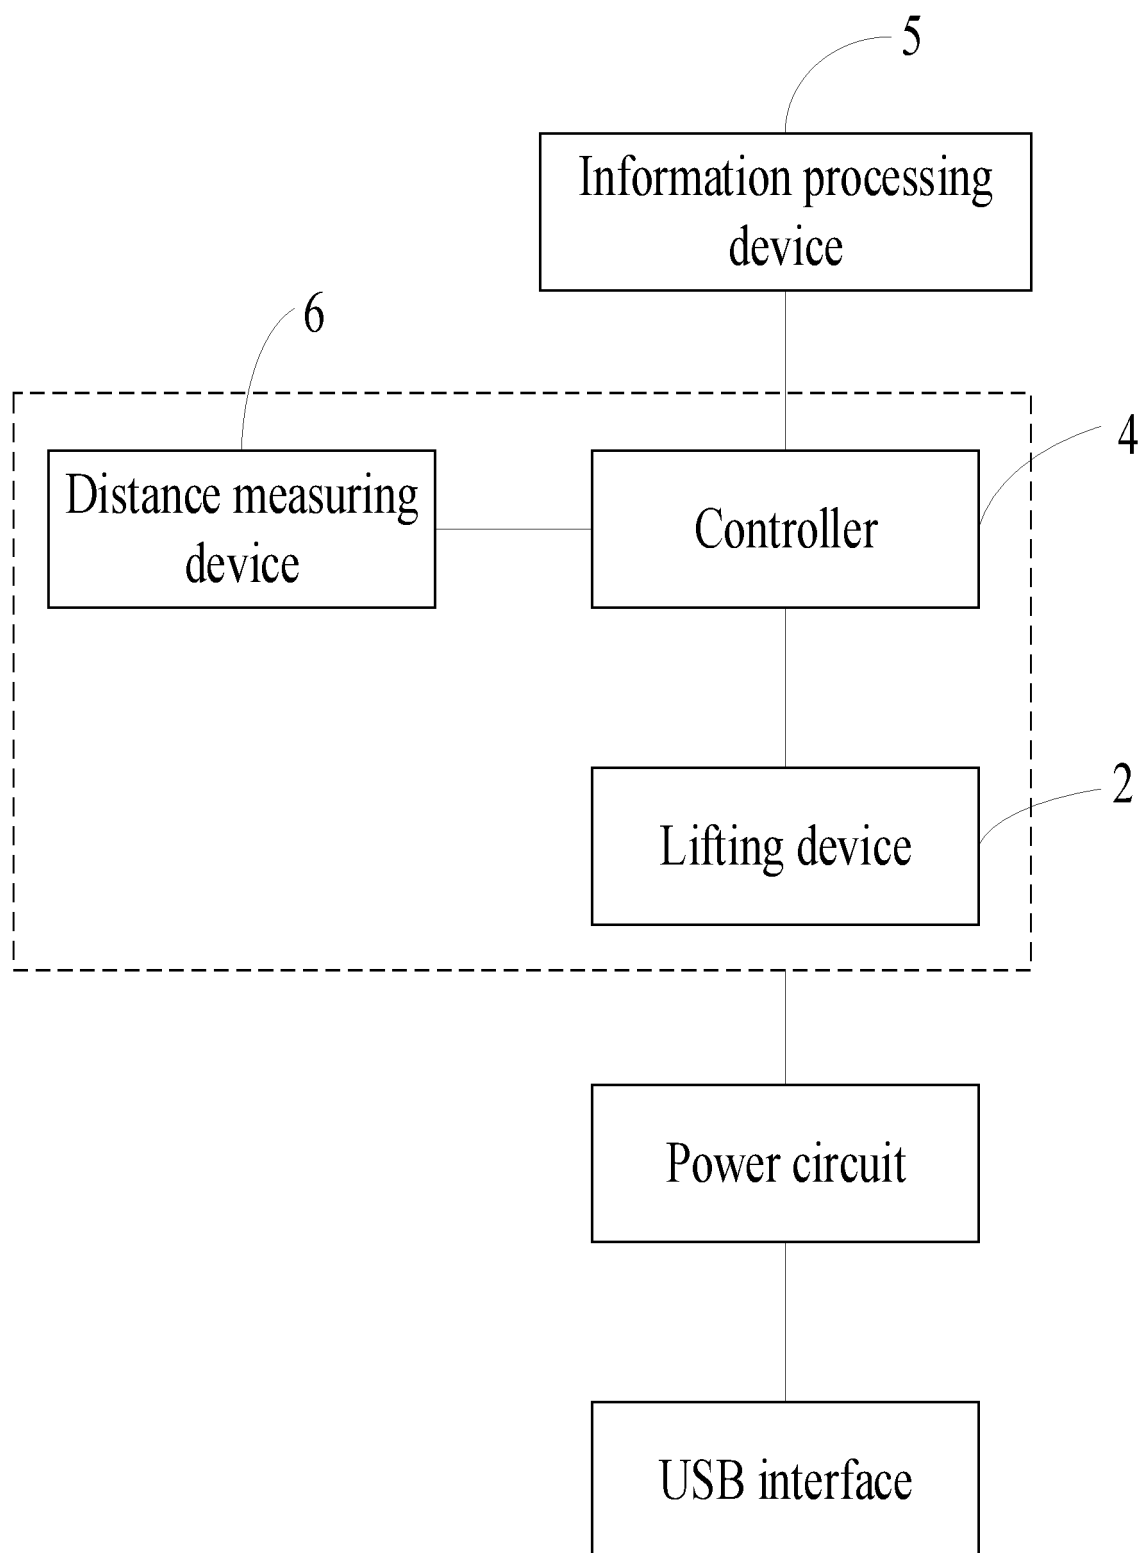 5
Information processing
device
6
4
Distance measuring
device
Controller
2
Lifting device
Power circuit
USB interface